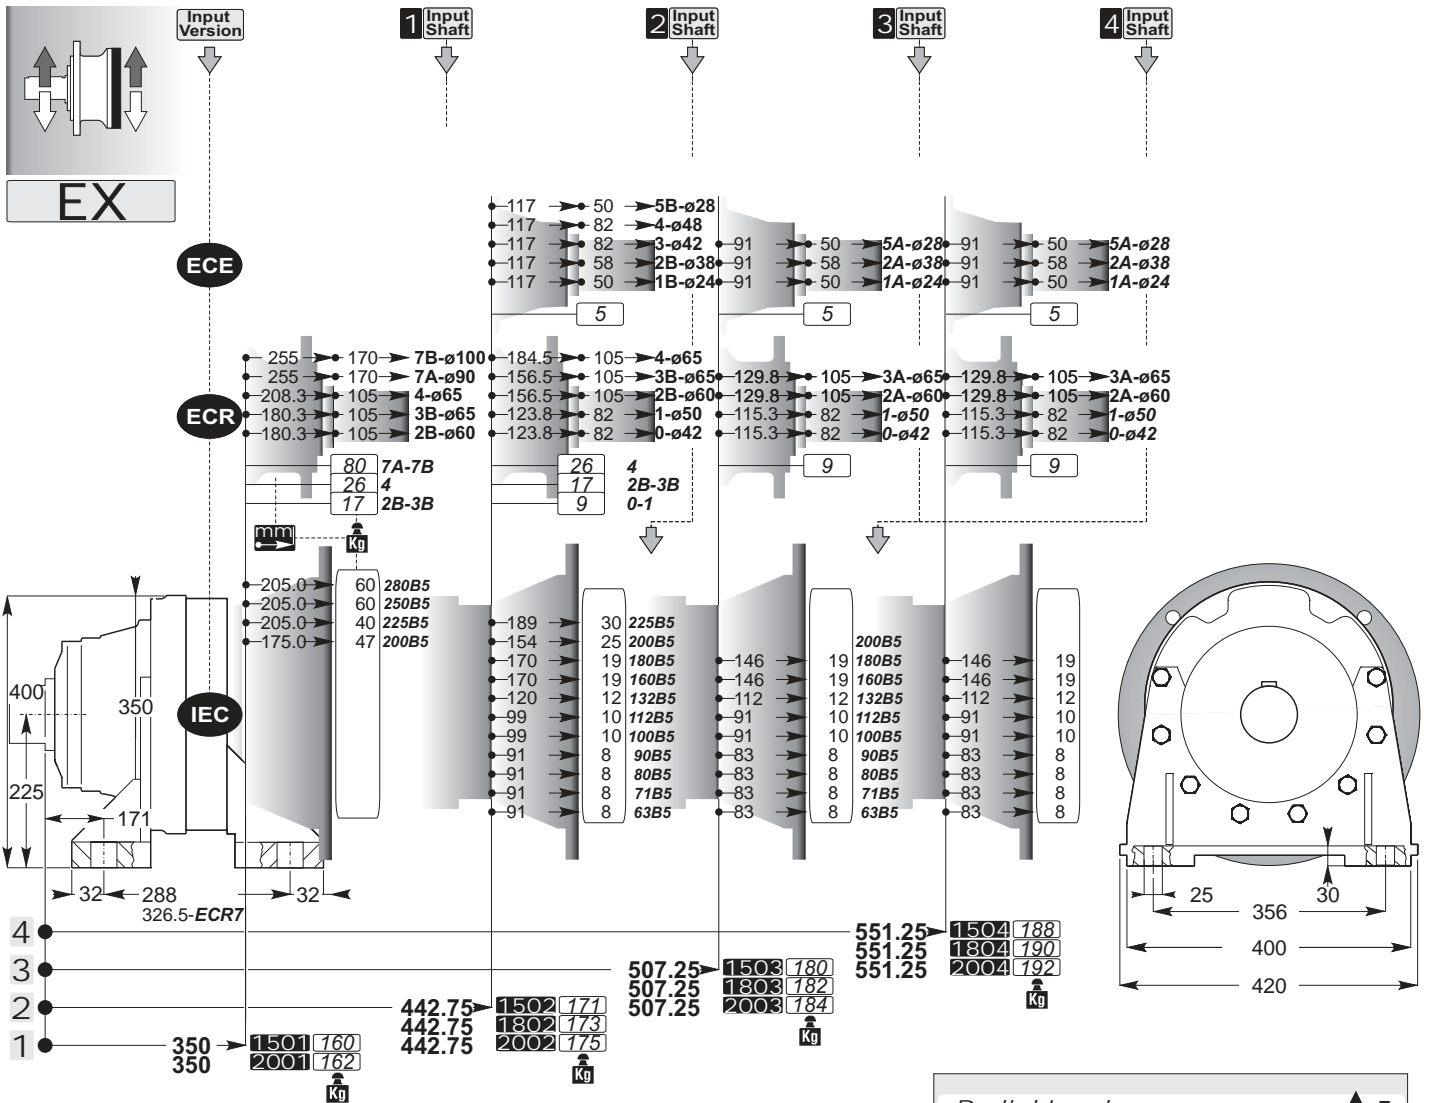 Input Version
1 Input Shaft
2 Input Shaft
3 Input Shaft
4 Input Shaft
EX
ECE
117 50 5B-ø28
117 82 4-ø48
117 82 3-ø42 91 50 5A-ø28 91 50 5A-ø28
117 58 2B-ø38 91 58 2A-ø38 91 58 2A-ø38
117 50 1B-ø24 91 50 1A-ø24 91 50 1A-ø24
5 5 5
ECR
255 170 7B-ø100 184.5 105 4-ø65
255 170 7A-ø90 156.5 105 3B-ø65 129.8 105 3A-ø65 129.8 105 3A-ø65
208.3 105 4-ø65 156.5 105 2B-ø60 129.8 105 2A-ø60 129.8 105 2A-ø60
180.3 105 3B-ø65 123.8 82 1-ø50 115.3 82 1-ø50 115.3 82 1-ø50
180.3 105 2B-ø60 123.8 82 0-ø42 115.3 82 0-ø42 115.3 82 0-ø42
80 7A-7B 26 4 9 9
26 4 17 2B-3B
17 2B-3B 9 0-1
mm Kg
IEC
205.0 60 280B5
205.0 60 250B5
205.0 40 225B5 189 30 225B5
175.0 47 200B5 154 25 200B5 200B5
170 19 180B5 146 19 180B5 146 19
170 19 160B5 146 19 160B5 146 19
120 12 132B5 112 12 132B5 112 12
99 10 112B5 91 10 112B5 91 10
99 10 100B5 91 10 100B5 91 10
91 8 90B5 83 8 90B5 83 8
91 8 80B5 83 8 80B5 83 8
91 8 71B5 83 8 71B5 83 8
91 8 63B5 83 8 63B5 83 8
400
350
225
171
32 288 32
326.5-ECR7
25 30
356
400
420
4 551.25 1504 188
551.25 1804 190
551.25 2004 192
Kg
3 507.25 1503 180
507.25 1803 182
507.25 2003 184
Kg
2 442.75 1502 171
442.75 1802 173
442.75 2002 175
Kg
1 350 1501 160
350 2001 162
Kg